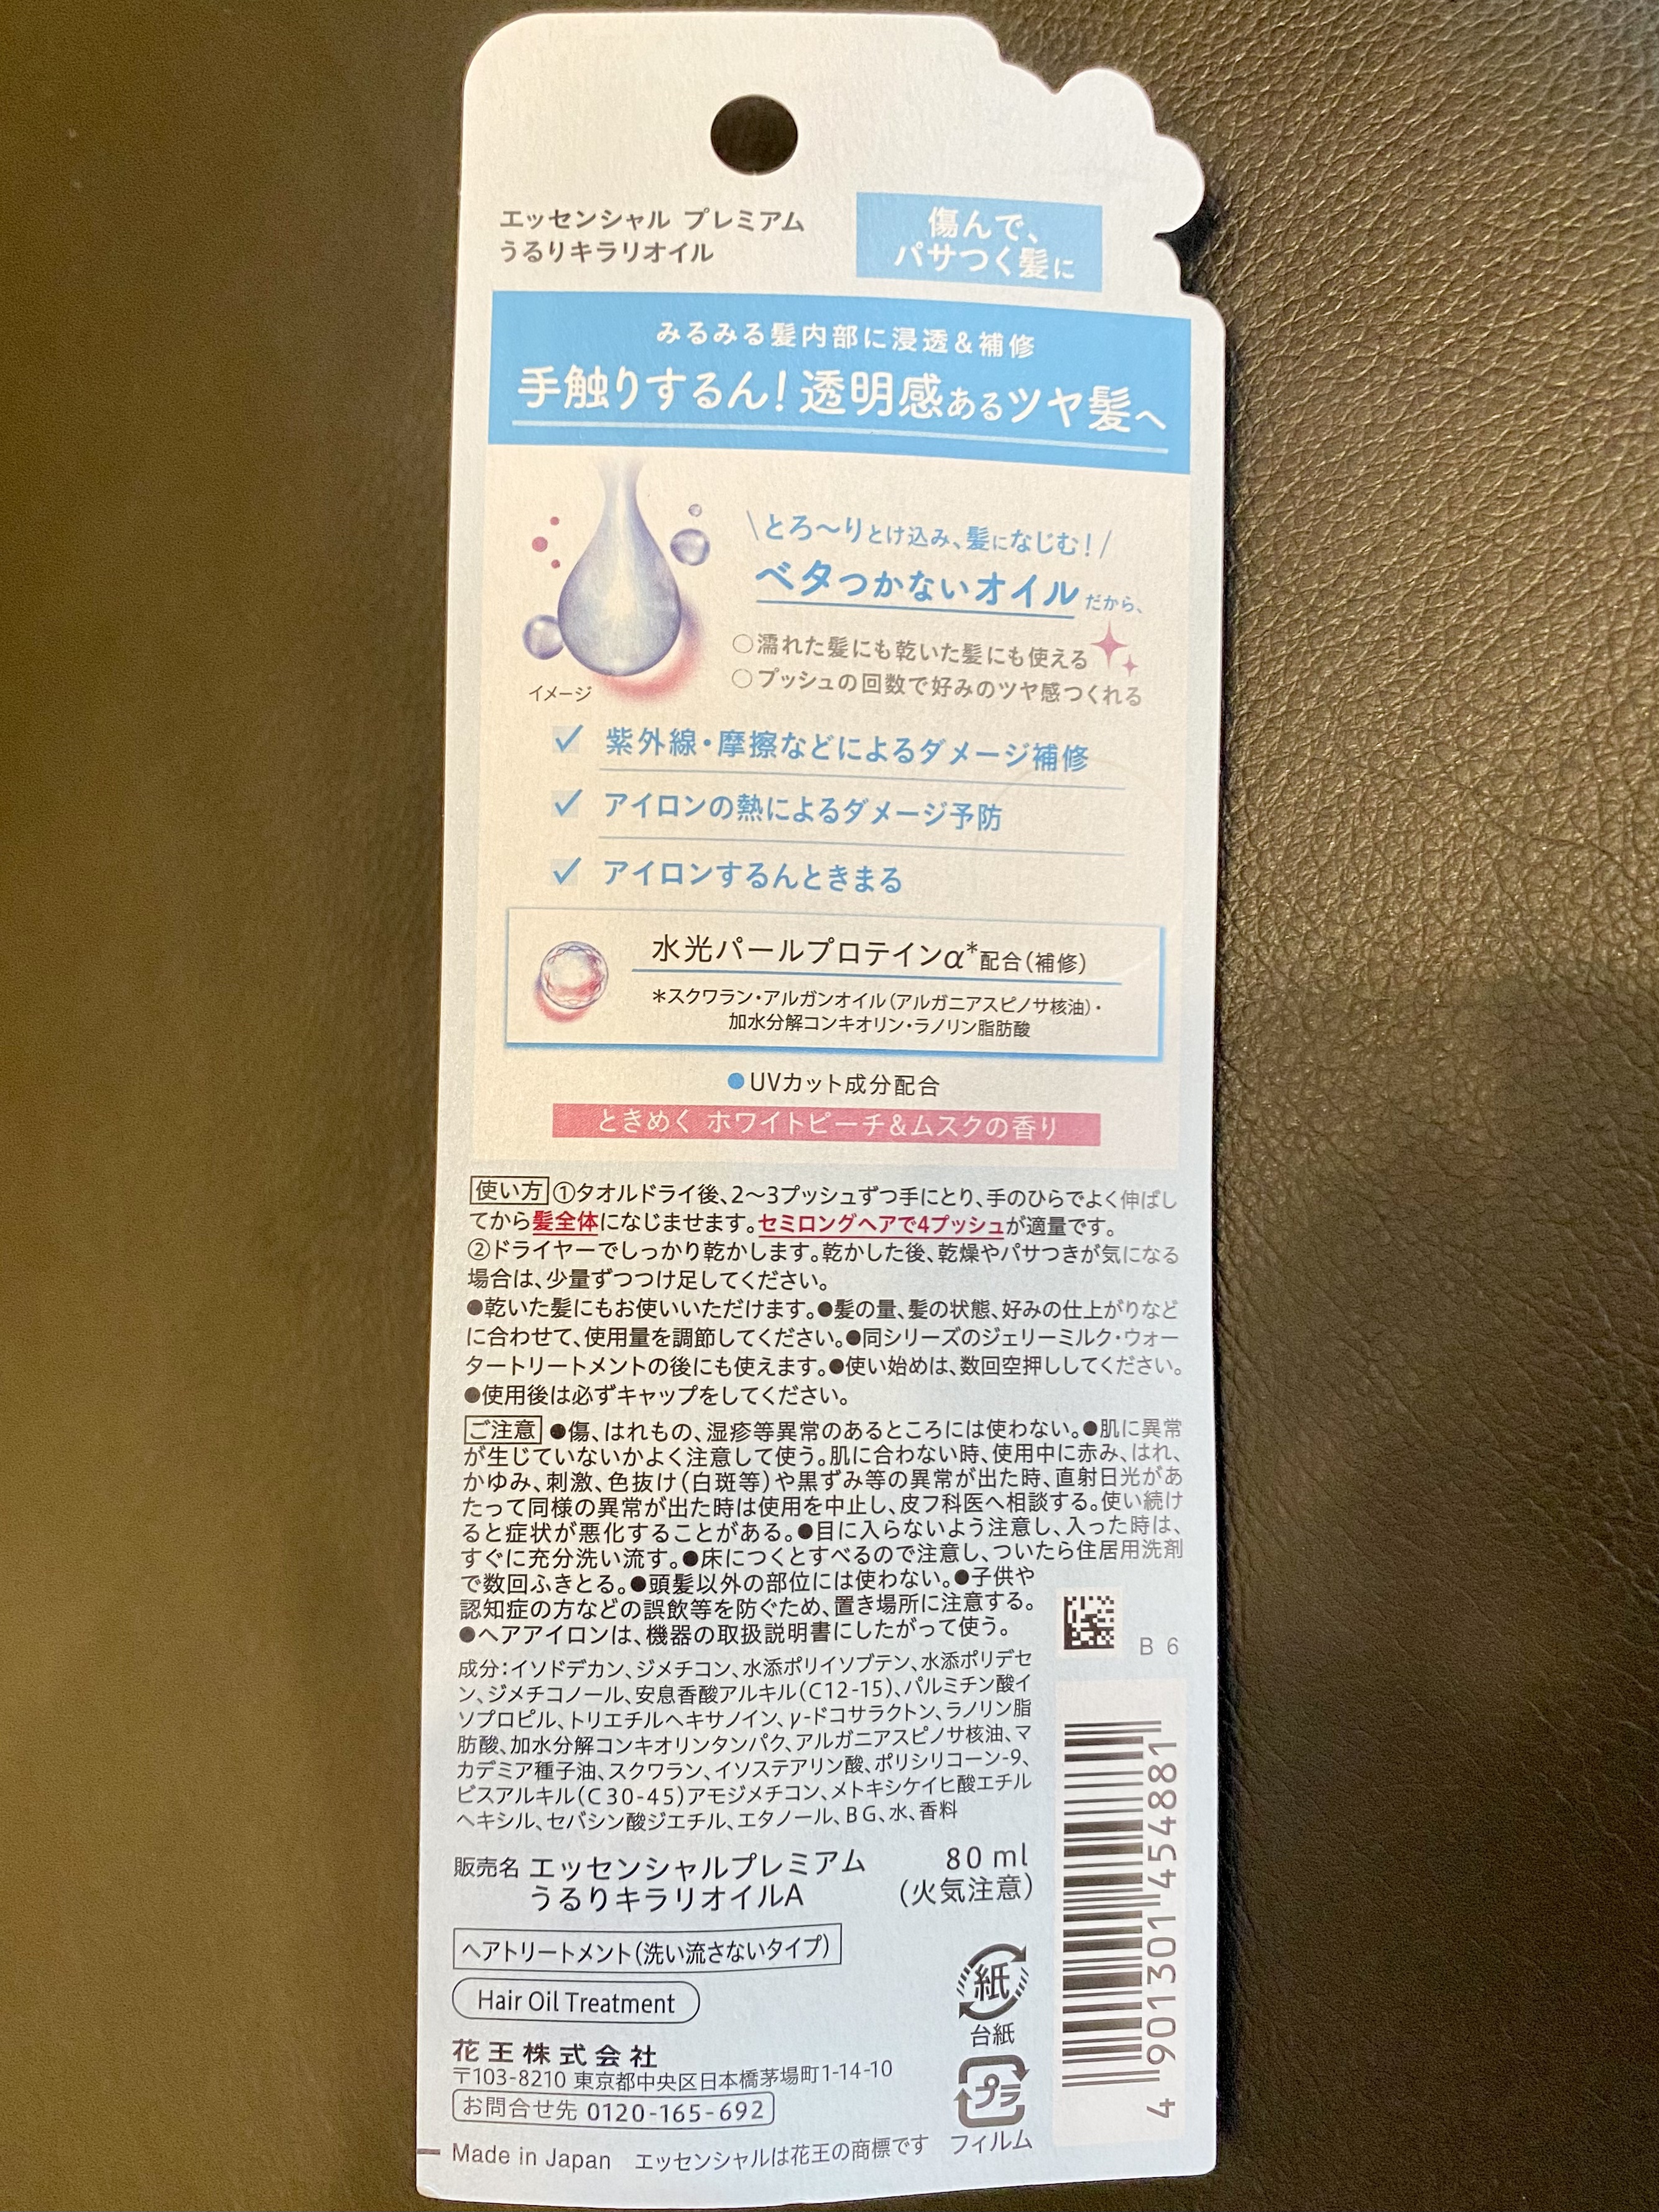 エッセンシャル プレミアム
うるりキラリオイル
傷んで、
パサつく髪に
みるみる髪内部に浸透&補修
手触りするん!透明感あるツヤ髪へ
\とろ〜りとけ込み、髪になじむ!/
ベタつかないオイルだから、
○濡れた髪にも乾いた髪にも使える
○プッシュの回数で好みのツヤ感つくれる
イメージ
✓ 紫外線・摩擦などによるダメージ補修
✓ アイロンの熱によるダメージ予防
✓ アイロンするんときまる
水光パールプロテインα*配合(補修)
*スクワラン・アルガンオイル(アルガニアスピノサ核油)・
加水分解コンキオリン・ラノリン脂肪酸
●UVカット成分配合
ときめく ホワイトピーチ&ムスクの香り
使い方 ①タオルドライ後、2〜3プッシュずつ手にとり、手のひらでよく伸ばし
てから髪全体になじませます。セミロングヘアで4プッシュが適量です。
②ドライヤーでしっかり乾かします。乾かした後、乾燥やパサつきが気になる
場合は、少量ずつつけ足してください。
●乾いた髪にもお使いいただけます。●髪の量、髪の状態、好みの仕上がりなど
に合わせて、使用量を調節してください。●同シリーズのジェリーミルク・ウォー
タートリートメントの後にも使えます。●使い始めは、数回空押ししてください。
●使用後は必ずキャップをしてください。
ご注意 ●傷、はれもの、湿疹等異常のあるところには使わない。●肌に異常
が生じていないかよく注意して使う。肌に合わない時、使用中に赤み、はれ、
かゆみ、刺激、色抜け(白斑等)や黒ずみ等の異常が出た時、直射日光があ
たって同様の異常が出た時は使用を中止し、皮フ科医へ相談する。使い続け
ると症状が悪化することがある。●目に入らないよう注意し、入った時は、
すぐに充分洗い流す。●床につくとすべるので注意し、ついたら住居用洗剤
で数回ふきとる。●頭髪以外の部位には使わない。●子供や
認知症の方などの誤飲等を防ぐため、置き場所に注意する。
●ヘアアイロンは、機器の取扱説明書にしたがって使う。
B 6
成分:イソドデカン、ジメチコン、水添ポリイソブテン、水添ポリデセ
ン、ジメチコノール、安息香酸アルキル(C12-15)、パルミチン酸イ
ソプロピル、トリエチルヘキサノイン、γ-ドコサラクトン、ラノリン脂
肪酸、加水分解コンキオリンタンパク、アルガニアスピノサ核油、マ
カデミア種子油、スクワラン、イソステアリン酸、ポリシリコーン-9、
ビスアルキル(C30-45)アモジメチコン、メトキシケイヒ酸エチル
ヘキシル、セバシン酸ジエチル、エタノール、BG、水、香料
販売名 エッセンシャルプレミアム
うるりキラリオイルA
80 ml
(火気注意)
ヘアトリートメント(洗い流さないタイプ)
Hair Oil Treatment
花王株式会社
〒103-8210 東京都中央区日本橋茅場町1-14-10
お問合せ先 0120-165-692
Made in Japan エッセンシャルは花王の商標です
紙
台紙
プラ
フィルム
4 901301 454881